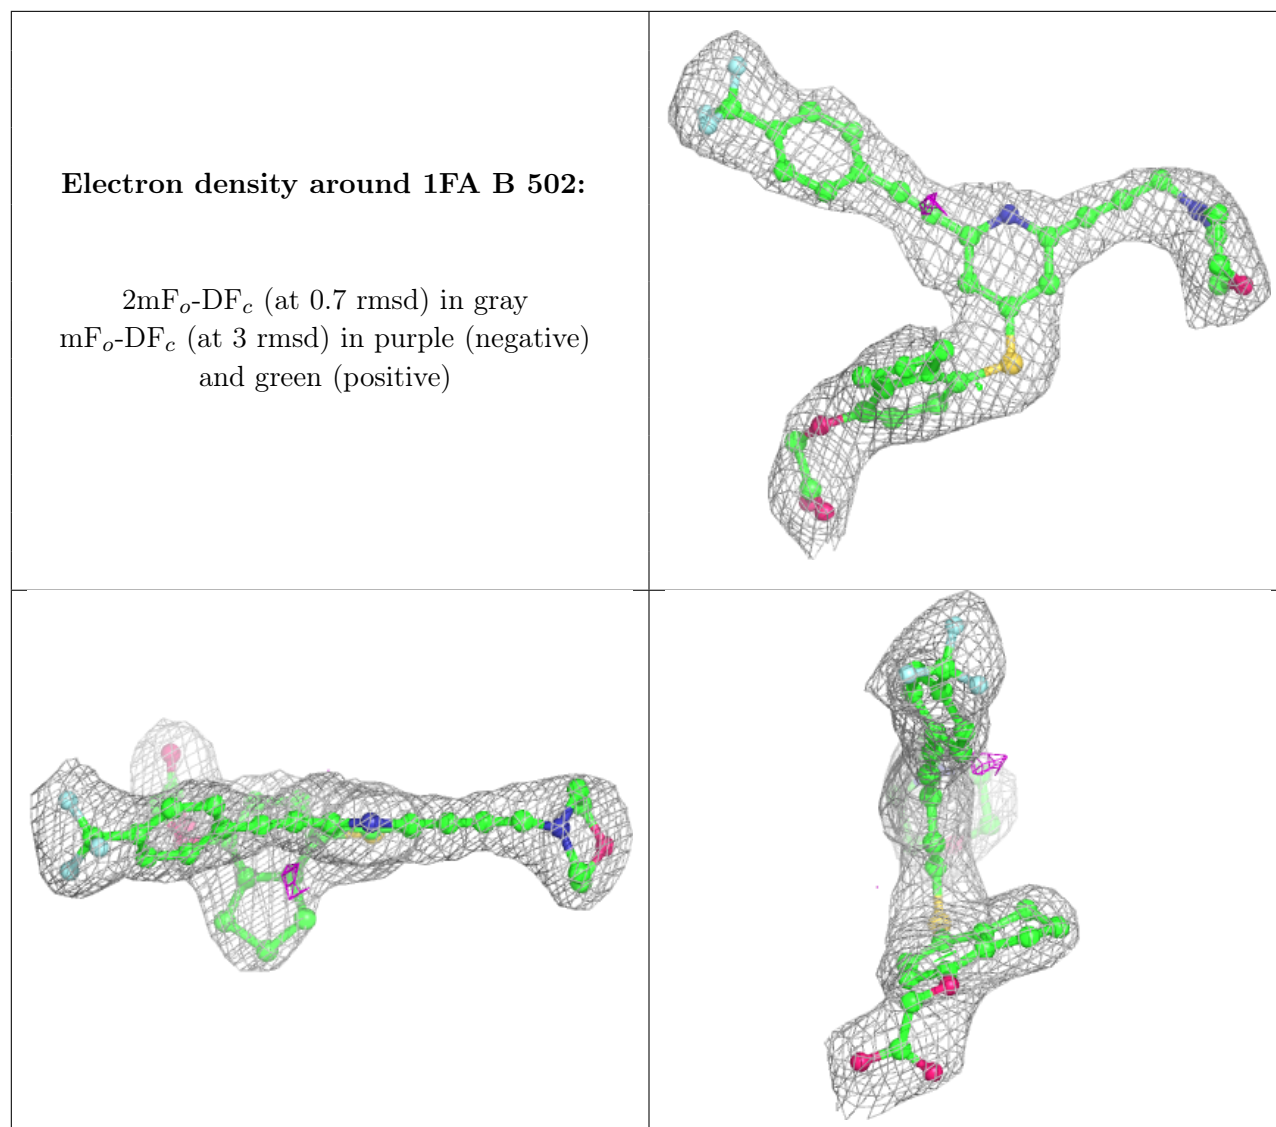 Electron density around 1FA B 502:
2mFo-DFc (at 0.7 rmsd) in gray
mFo-DFc (at 3 rmsd) in purple (negative)
and green (positive)